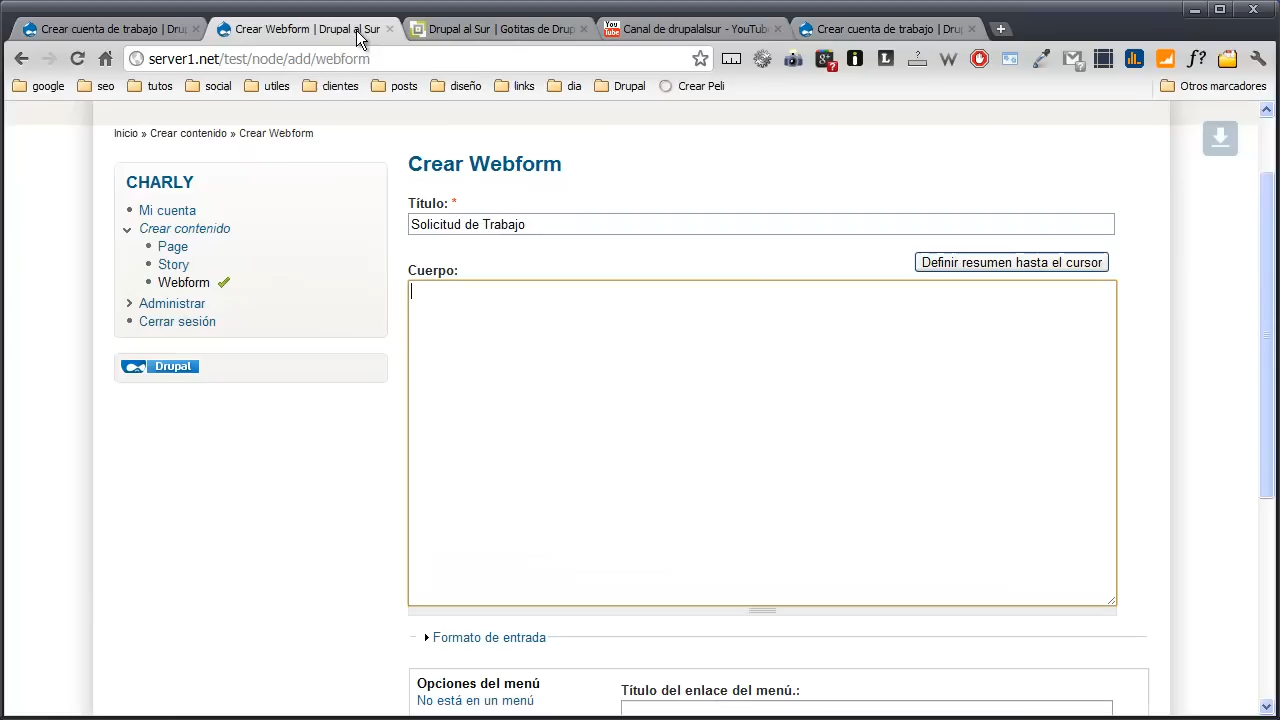 Crear cuenta de trabajo | Drup
Crear Webform | Drupal al Sur
Drupal al Sur | Gotitas de Drup
You Tube
Canal de drupalalsur - YouTube
Crear cuenta de trabajo | Drup
server1.net/test/node/add/webform
google
seo
tutos
social
utiles
clientes
posts
diseño
links
dia
Drupal
Crear Peli
Otros marcadores
Inicio » Crear contenido » Crear Webform
CHARLY
Mi cuenta
Crear contenido
Page
Story
Webform
Administrar
Cerrar sesión
Drupal
Crear Webform
Título: *
Solicitud de Trabajo
Cuerpo:
Definir resumen hasta el cursor
Formato de entrada
Opciones del menú
No está en un menú
Título del enlace del menú.: